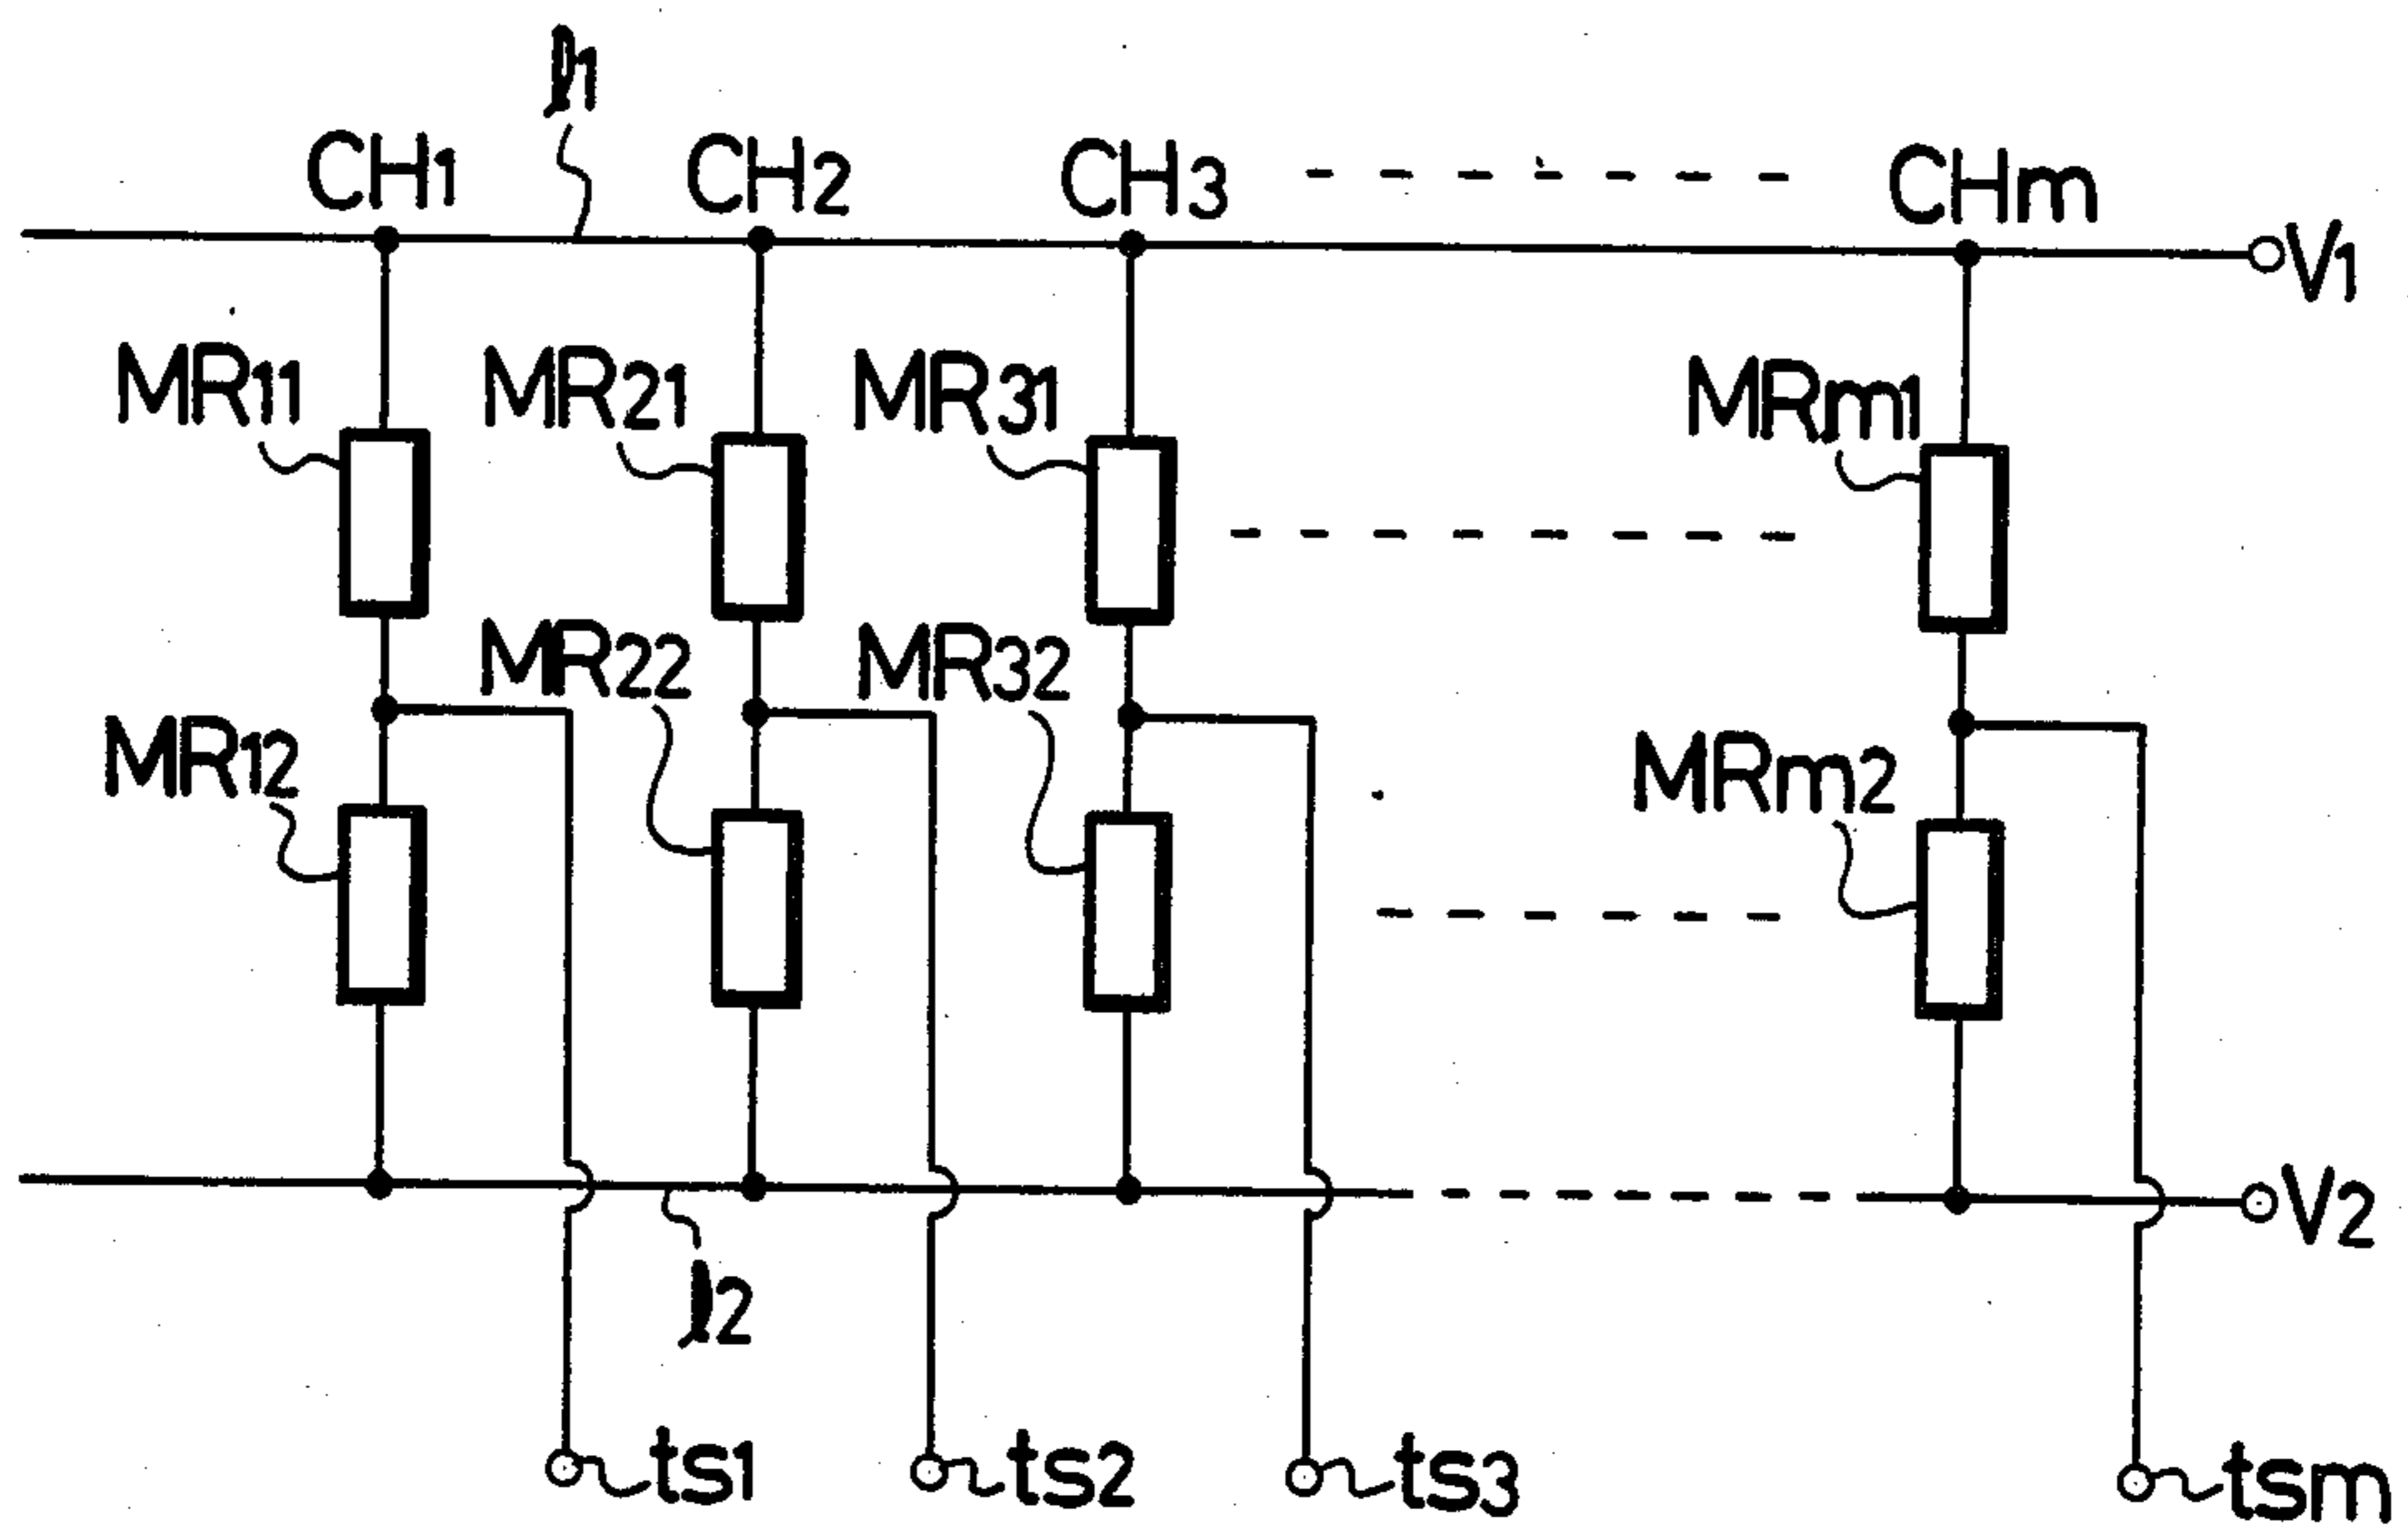 l1
CH1 CH2 CH3 CHm
V1
MR11 MR21 MR31 MRm1
MR22 MR32
MR12 MRm2
V2
l2
ts1 ts2 ts3 tsm